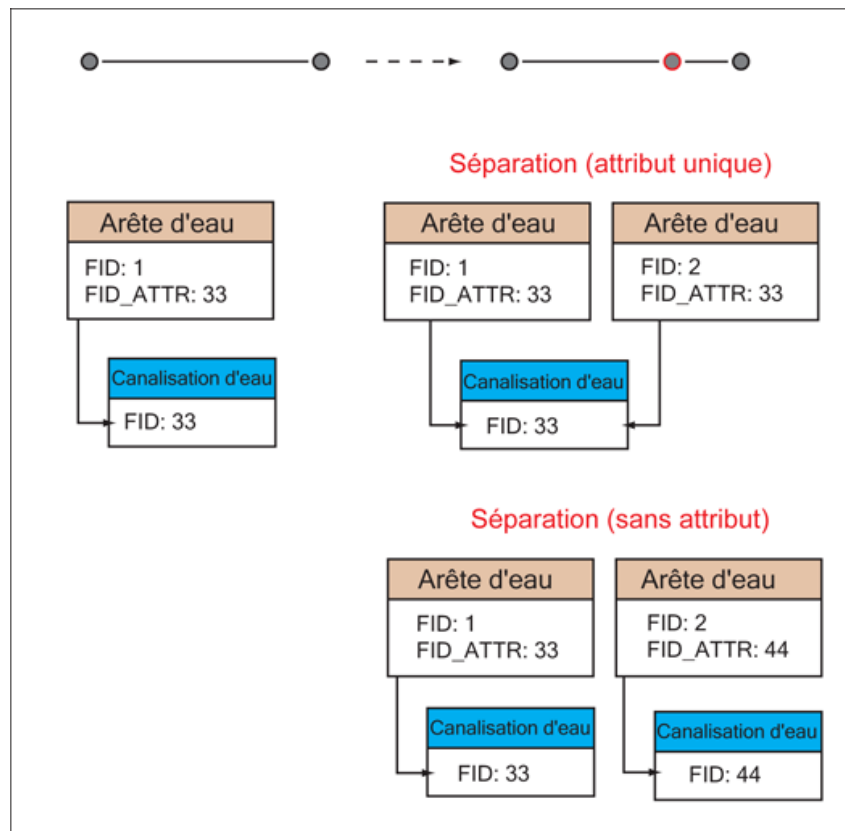 Séparation (attribut unique)
Arête d'eau
FID: 1
FID_ATTR: 33
Canalisation d'eau
FID: 33
Arête d'eau
FID: 1
FID_ATTR: 33
Arête d'eau
FID: 2
FID_ATTR: 33
Canalisation d'eau
FID: 33
Séparation (sans attribut)
Arête d'eau
FID: 1
FID_ATTR: 33
Arête d'eau
FID: 2
FID_ATTR: 44
Canalisation d'eau
FID: 33
Canalisation d'eau
FID: 44